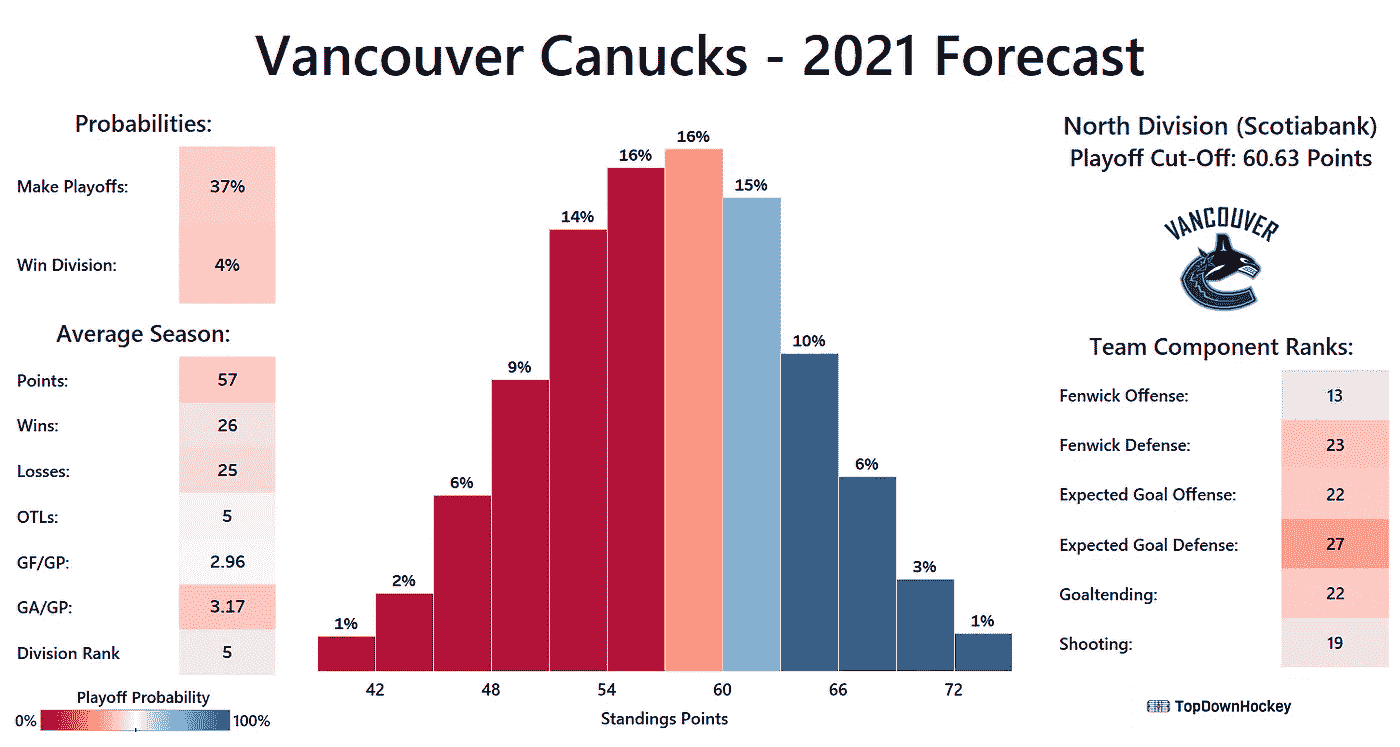 Vancouver Canucks - 2021 Forecast
Probabilities:
Make Playoffs: 37%
Win Division: 4%
Average Season:
Points: 57
Wins: 26
Losses: 25
OTLs: 5
GF/GP: 2.96
GA/GP: 3.17
Division Rank 5
Playoff Probability
0% 100%
1%
2%
6%
9%
14%
16%
16%
15%
10%
6%
3%
1%
42 48 54 60 66 72
Standings Points
North Division (Scotiabank)
Playoff Cut-Off: 60.63 Points
VANCOUVER
Team Component Ranks:
Fenwick Offense: 13
Fenwick Defense: 23
Expected Goal Offense: 22
Expected Goal Defense: 27
Goaltending: 22
Shooting: 19
TopDownHockey